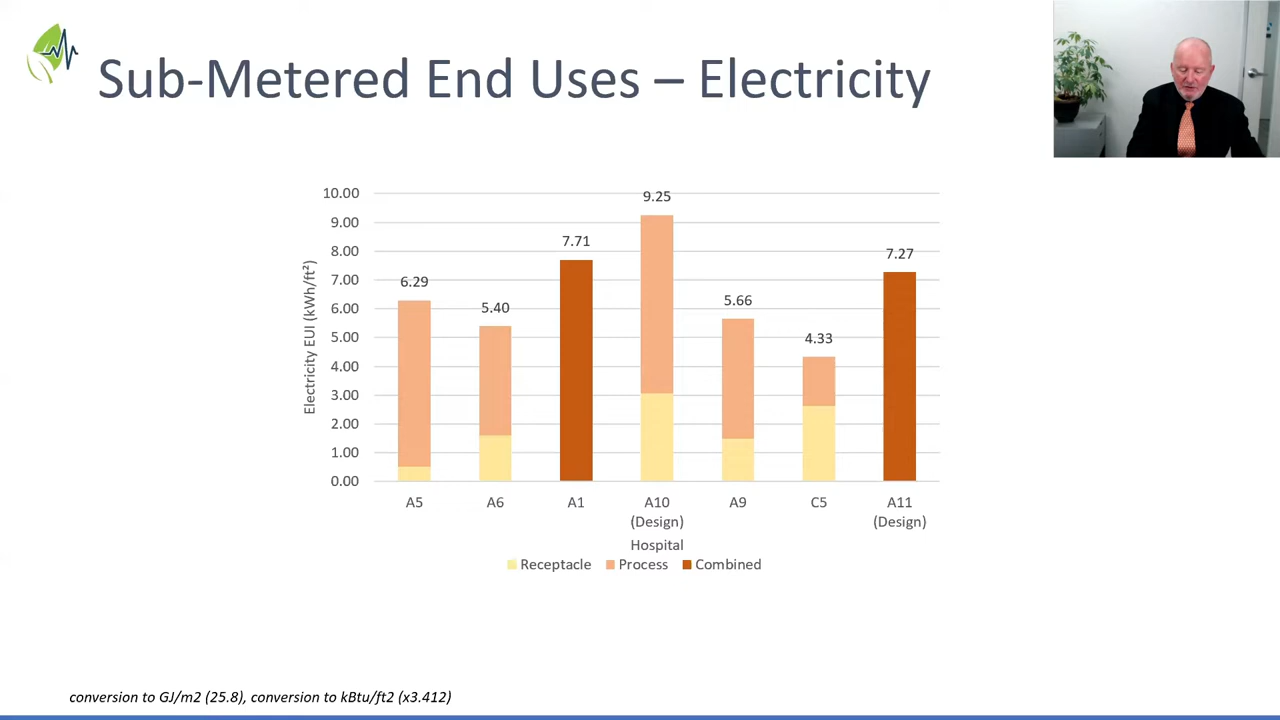 Sub-Metered End Uses – Electricity
10.00
9.00
8.00
7.00
6.00
5.00
4.00
3.00
2.00
1.00
0.00
Electricity EUI (kWh/ft²)
6.29
5.40
7.71
9.25
5.66
4.33
7.27
A5 A6 A1 A10 A9 C5 A11
(Design) (Design)
Hospital
Receptacle Process Combined
conversion to GJ/m2 (25.8), conversion to kBtu/ft2 (x3.412)